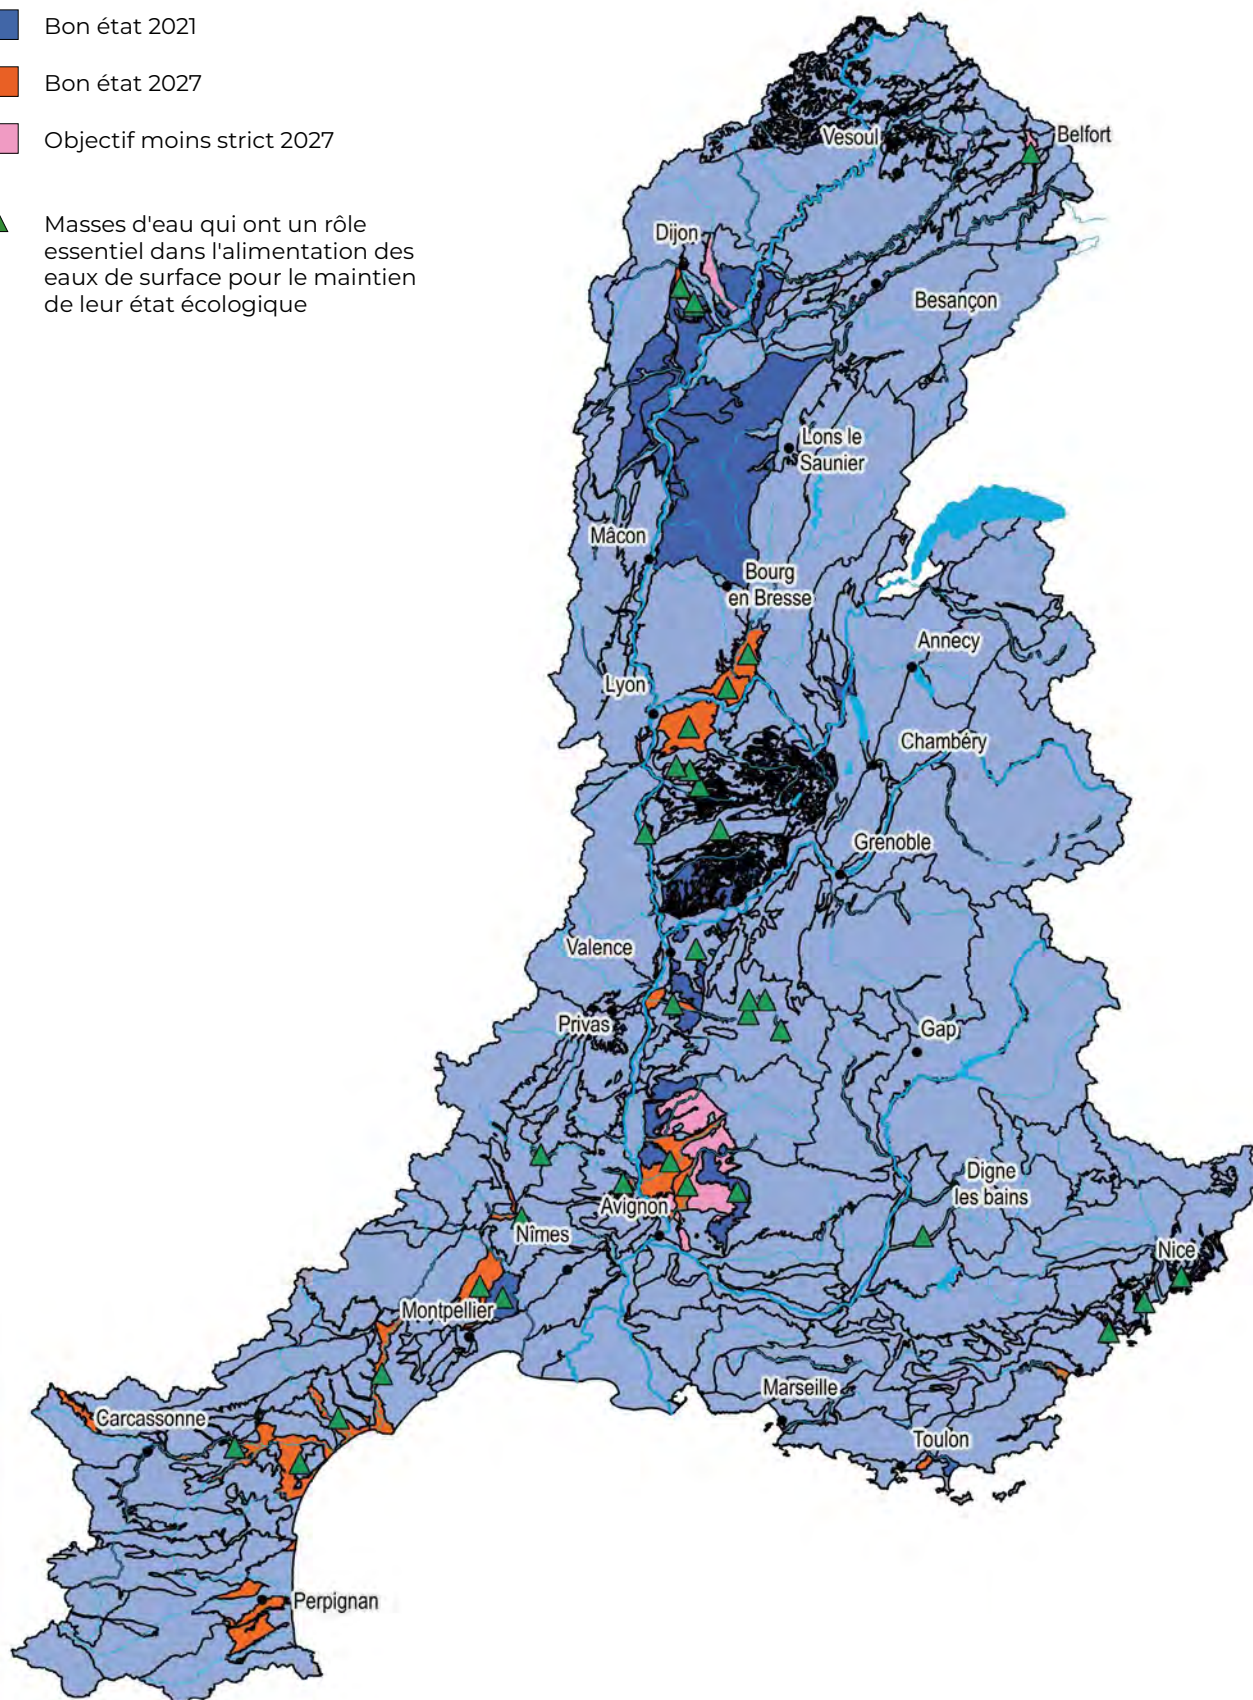 Bon état 2021
Bon état 2027
Objectif moins strict 2027
Masses d'eau qui ont un rôle
essentiel dans l'alimentation des
eaux de surface pour le maintien
de leur état écologique
Vesoul
Belfort
Dijon
Besançon
Lons le
Saunier
Mâcon
Bourg
en Bresse
Annecy
Lyon
Chambéry
Grenoble
Valence
Privas
Gap
Digne
les bains
Avignon
Nîmes
Nice
Montpellier
Marseille
Carcassonne
Toulon
Perpignan